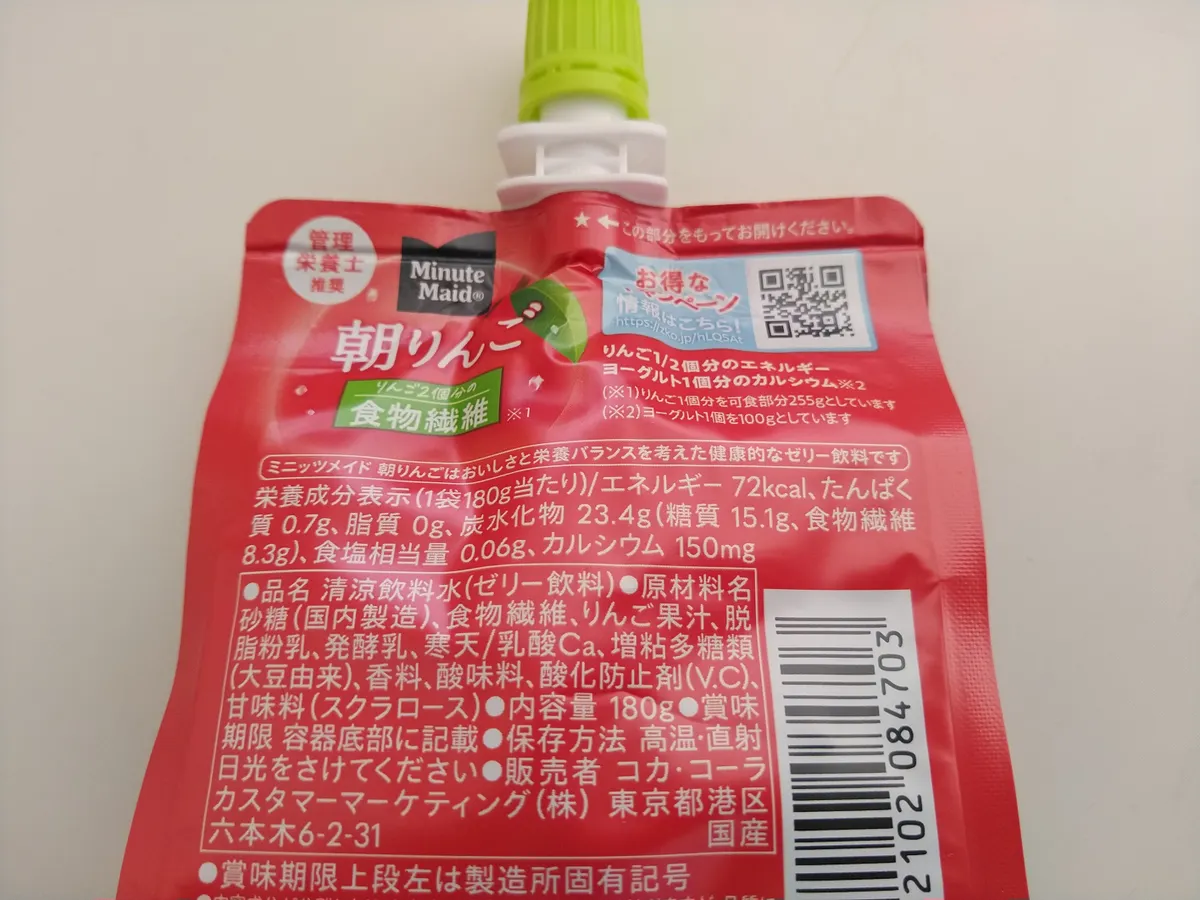 ★←この部分をもってお開けください。
管理
栄養士
推奨
Minute
Maid®
朝りんご
りんご2個分の
食物繊維 ※1
お得な
キャンペーン
情報はこちら!
https://zko.jp/hLQ5At
りんご1/2個分のエネルギー
ヨーグルト1個分のカルシウム※2
(※1)りんご1個分を可食部分255gとしています
(※2)ヨーグルト1個を100gとしています
ミニッツメイド 朝りんごはおいしさと栄養バランスを考えた健康的なゼリー飲料です
栄養成分表示(1袋180g当たり)/エネルギー 72kcal、たんぱく
質 0.7g、脂質 0g、炭水化物 23.4g(糖質 15.1g、食物繊維
8.3g)、食塩相当量 0.06g、カルシウム 150mg
●品名 清涼飲料水(ゼリー飲料)●原材料名
砂糖(国内製造)、食物繊維、りんご果汁、脱
脂粉乳、発酵乳、寒天/乳酸Ca、増粘多糖類
(大豆由来)、香料、酸味料、酸化防止剤(V.C)、
甘味料(スクラロース)●内容量 180g●賞味
期限 容器底部に記載●保存方法 高温・直射
日光をさけてください●販売者 コカ・コーラ
カスタマーマーケティング(株) 東京都港区
六本木6-2-31 国産
2102 084703
●賞味期限上段左は製造所固有記号